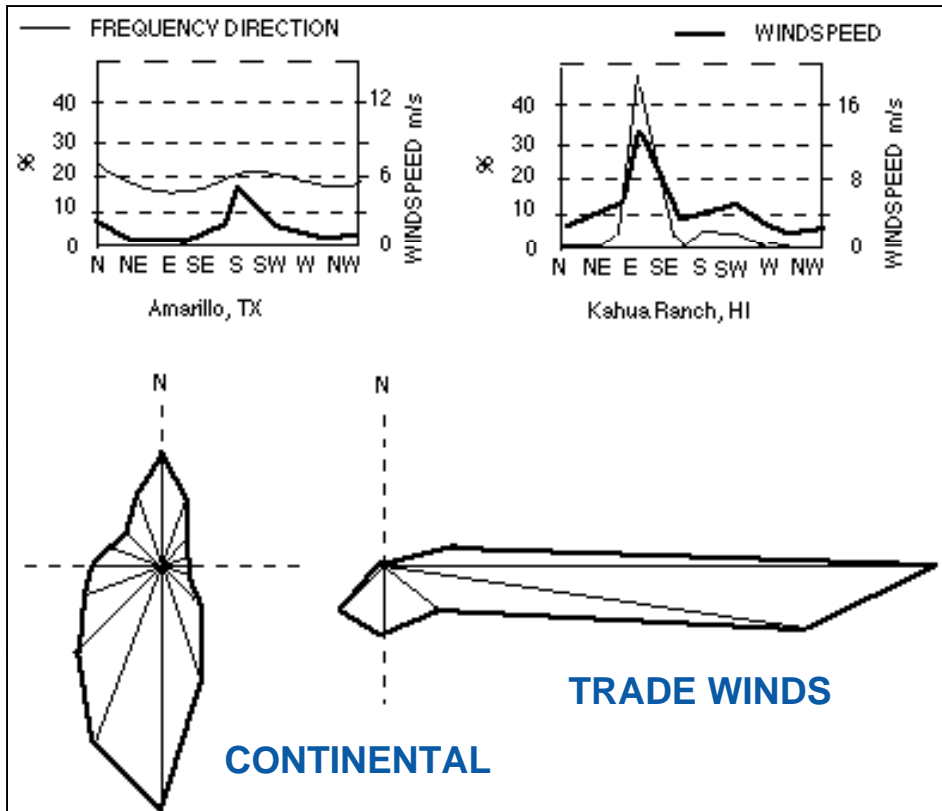 FREQUENCY DIRECTION
WINDSPEED
40
30
20
10
0
%
12
6
0
WINDSPEED m/s
N NE E SE S SW W NW
Amarillo, TX
40
30
20
10
0
%
16
8
0
WINDSPEED m/s
N NE E SE S SW W NW
Kahua Ranch, HI
N
N
TRADE WINDS
CONTINENTAL